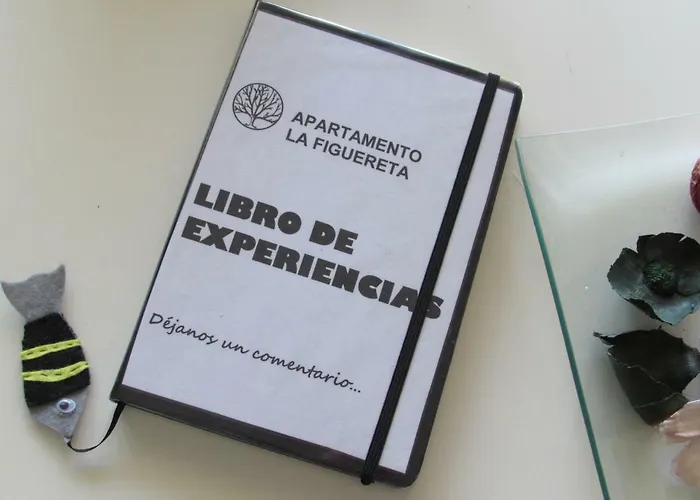 APARTAMENTO
LA FIGUERETA
LIBRO DE
EXPERIENCIAS
Déjanos un comentario...